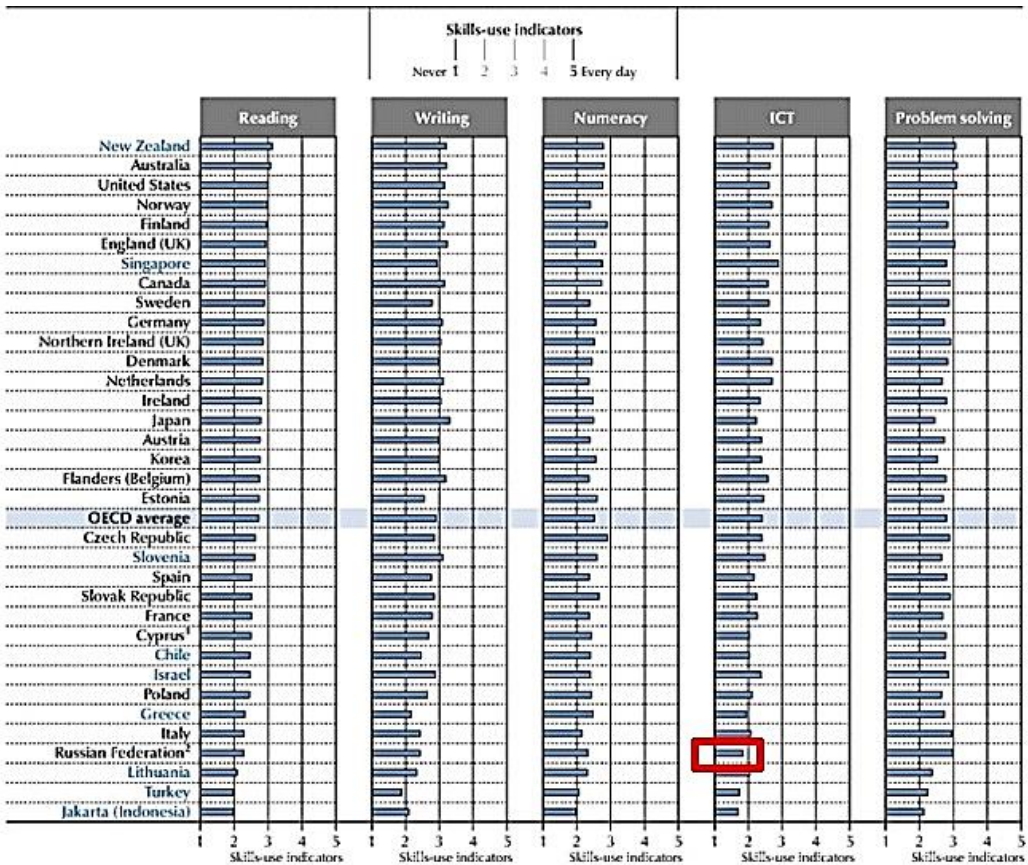 Skills-use indicators
Never 1 2 3 4 5 Every day
Reading Writing Numeracy ICT Problem solving
New Zealand
Australia
United States
Norway
Finland
England (UK)
Singapore
Canada
Sweden
Germany
Northern Ireland (UK)
Denmark
Netherlands
Ireland
Japan
Austria
Korea
Flanders (Belgium)
Estonia
OECD average
Czech Republic
Slovenia
Spain
Slovak Republic
France
Cyprus¹
Chile
Israel
Poland
Greece
Italy
Russian Federation²
Lithuania
Turkey
Jakarta (Indonesia)
1 2 3 4 5 1 2 3 4 5 1 2 3 4 5 1 2 3 4 5 1 2 3 4 5
Skills-use indicators Skills-use indicators Skills-use indicators Skills-use indicators Skills-use indicators